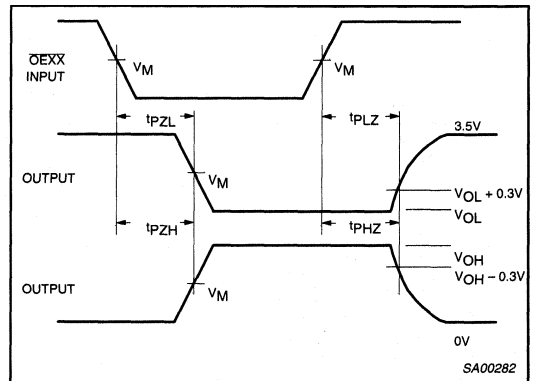 OEXX
INPUT
VM
VM
tPZL
tPLZ
3.5V
OUTPUT
VM
VOL + 0.3V
VOL
tPZH
tPHZ
VOH
VOH – 0.3V
OUTPUT
VM
0V
SA00282